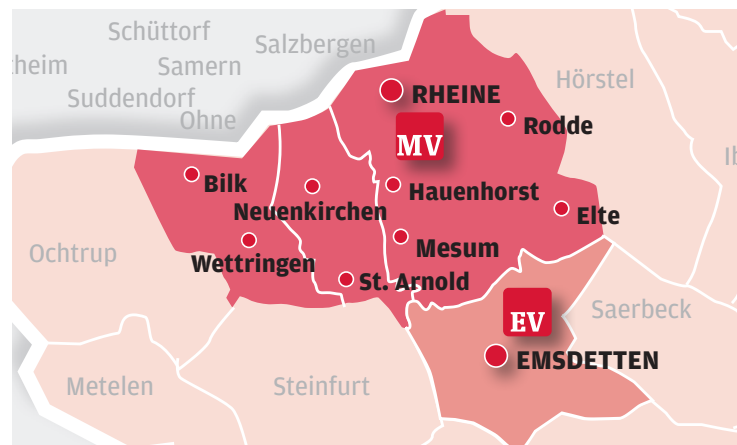 Schüttorf
Salzbergen
theim
Samern
Suddendorf
Ohne
RHEINE
Hörstel
Rodde
MV
Ib
Bilk
Neuenkirchen
Hauenhorst
Elte
Ochtrup
Wettringen
Mesum
St. Arnold
EV
Saerbeck
EMSDETTEN
Metelen
Steinfurt